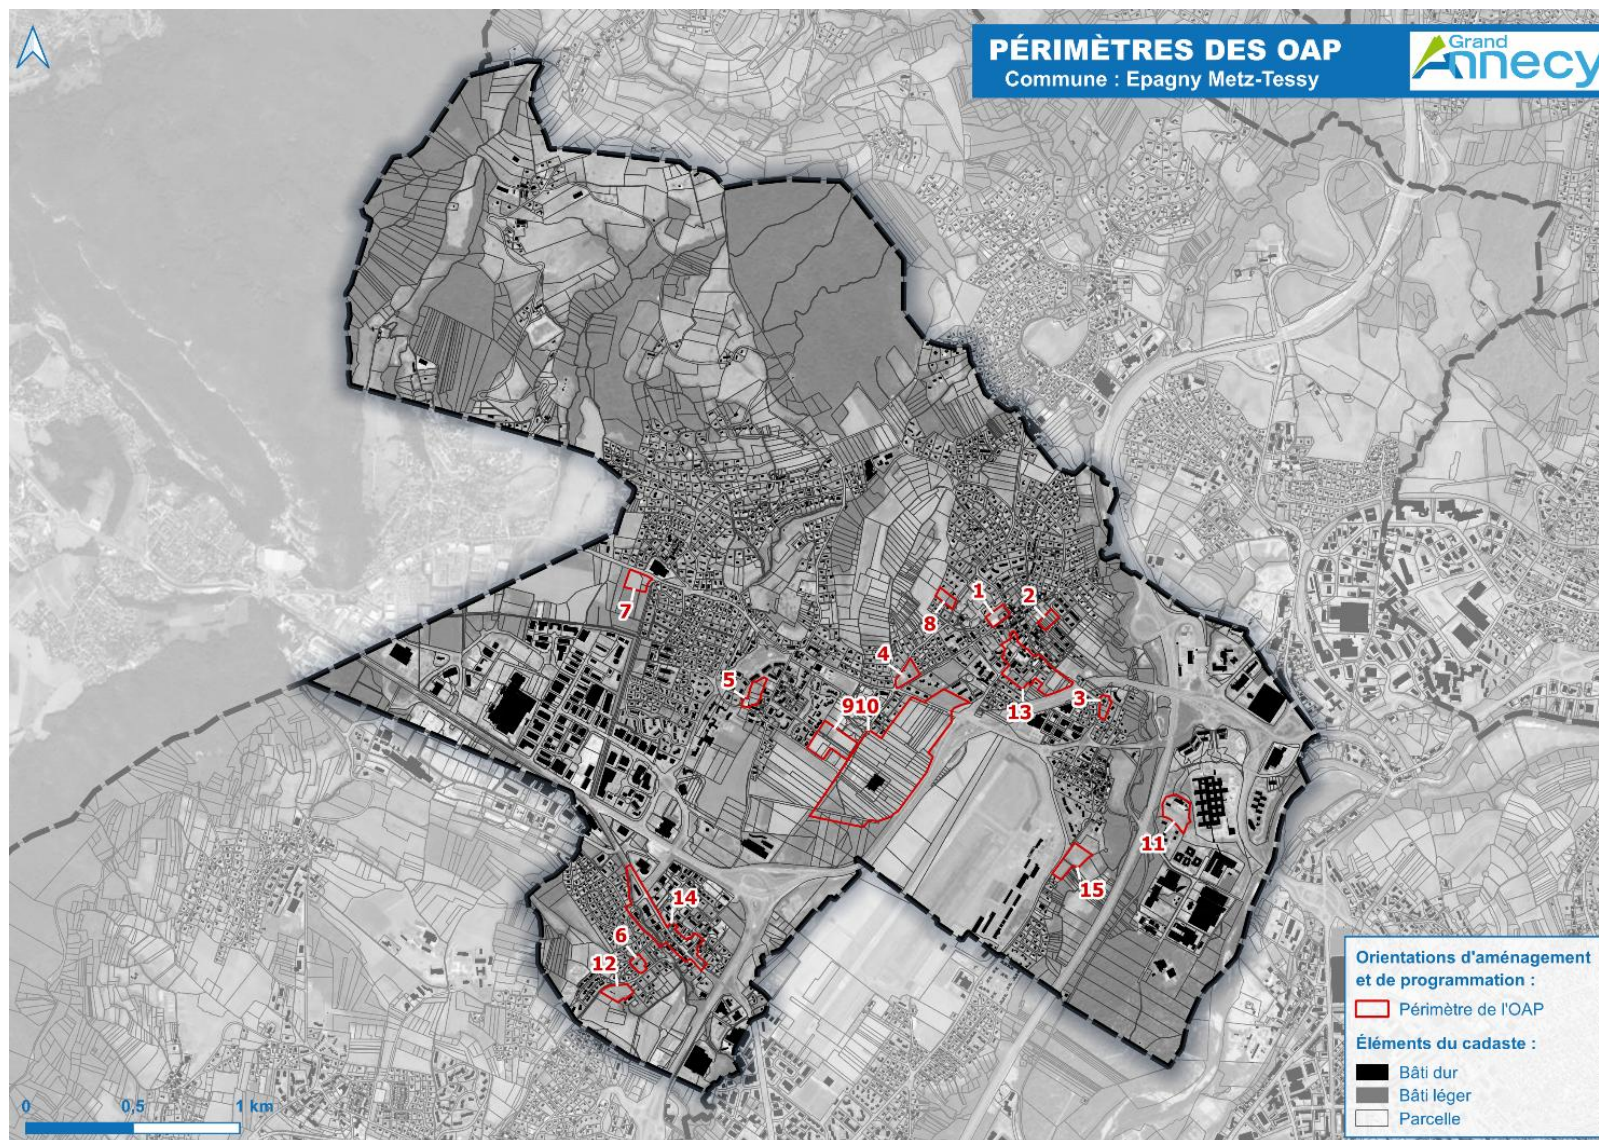 PÉRIMÈTRES DES OAP
Commune : Epagny Metz-Tessy
Grand
Annecy
1
2
8
7
4
5
3
910
13
11
15
14
6
12
Orientations d'aménagement
et de programmation :
Périmètre de l'OAP
Éléments du cadaste :
Bâti dur
Bâti léger
Parcelle
0
0.5
1 km